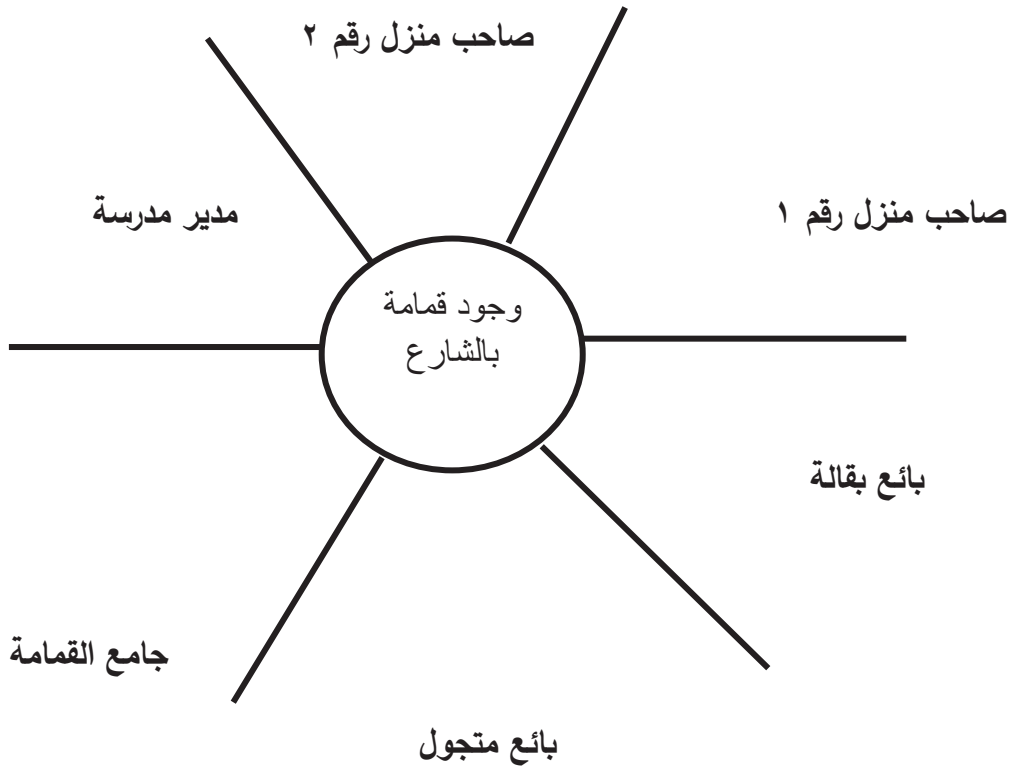 صاحب منزل رقم ٢
صاحب منزل رقم ١
مدير مدرسة
وجود قمامة
بالشارع
بائع بقالة
جامع القمامة
بائع متجول